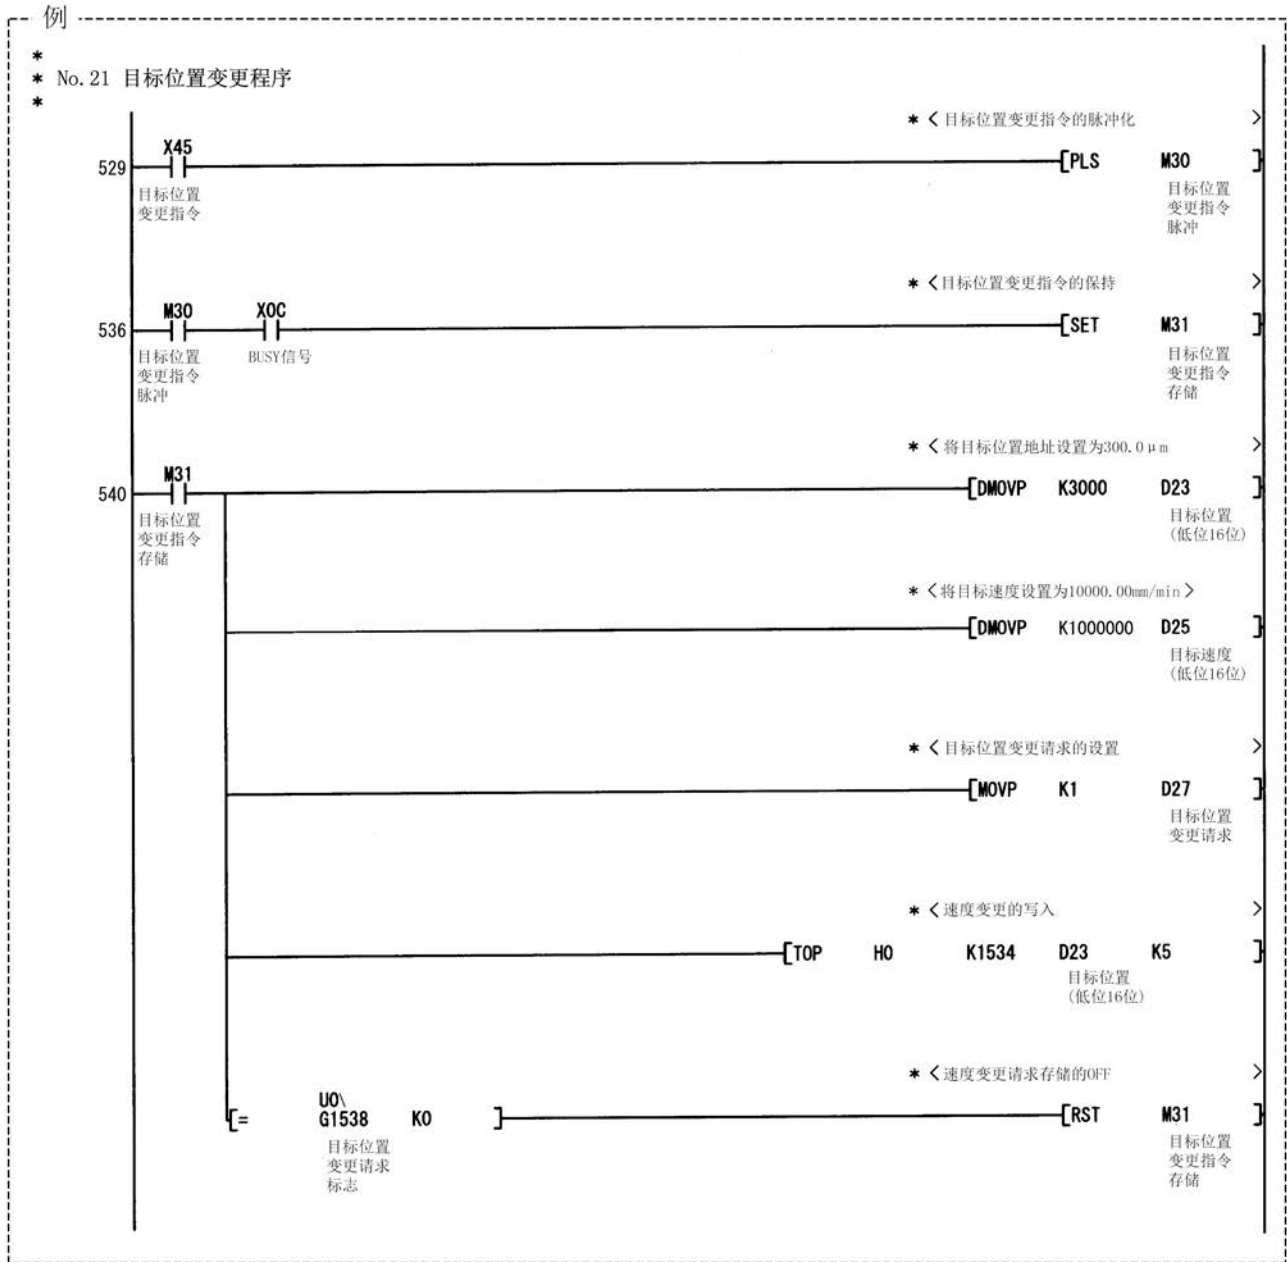 例
*
* No.21 目标位置变更程序
*
* <目标位置变更指令的脉冲化 >
529 X45 [PLS M30 ]
目标位置 变更指令
目标位置 变更指令 脉冲
* <目标位置变更指令的保持 >
536 M30 X0C [SET M31 ]
目标位置 变更指令 脉冲
BUSY信号
目标位置 变更指令 存储
* <将目标位置地址设置为300.0μm >
540 M31 [DMOVP K3000 D23 ]
目标位置 变更指令 存储
目标位置 (低位16位)
* <将目标速度设置为10000.00mm/min>
[DMOVP K1000000 D25 ]
目标速度 (低位16位)
* <目标位置变更请求的设置 >
[MOVP K1 D27 ]
目标位置 变更请求
* <速度变更的写入 >
[TOP H0 K1534 D23 K5 ]
目标位置 (低位16位)
* <速度变更请求存储的OFF >
[= U0\G1538 K0 ] [RST M31 ]
目标位置 变更请求 标志
目标位置 变更指令 存储